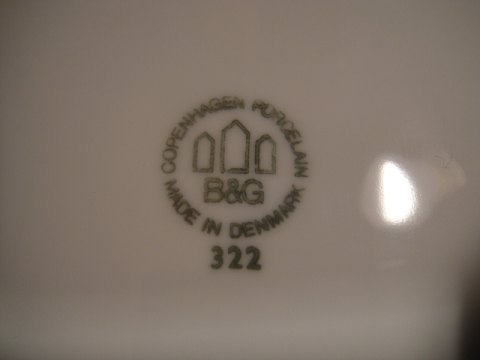 COPENHAGEN PORCELAIN
B&G
MADE IN DENMARK
322